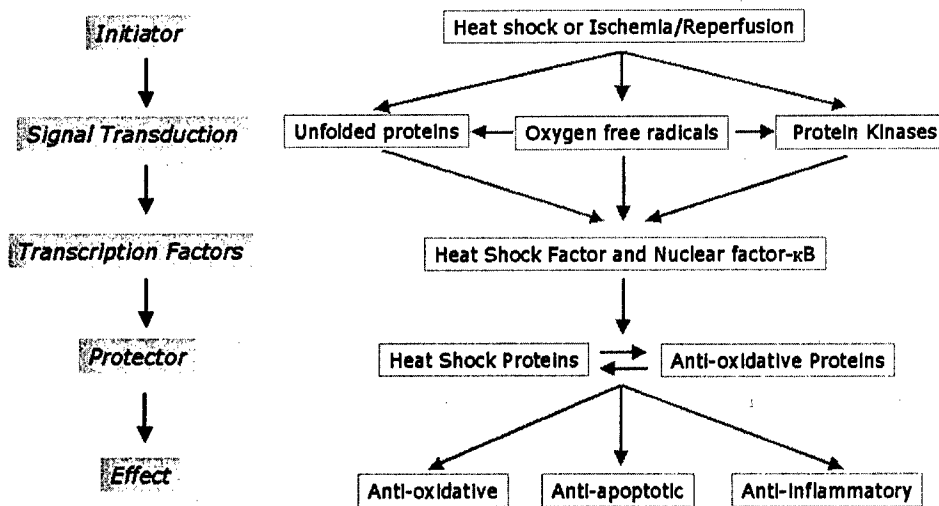 Initiator
Heat shock or Ischemia/Reperfusion
Signal Transduction
Unfolded proteins
Oxygen free radicals
Protein Kinases
Transcription Factors
Heat Shock Factor and Nuclear factor-κB
Protector
Heat Shock Proteins
Anti-oxidative Proteins
Effect
Anti-oxidative
Anti-apoptotic
Anti-inflammatory